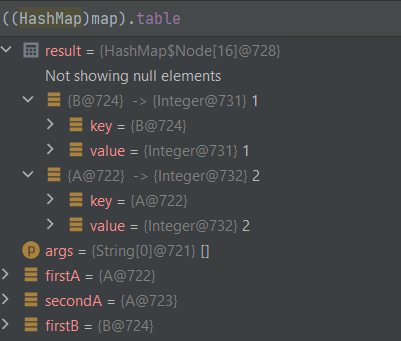 ((HashMap)map).table
result = {HashMap$Node[16]@728}
Not showing null elements
{B@724} -> {Integer@731} 1
key = {B@724}
value = {Integer@731} 1
{A@722} -> {Integer@732} 2
key = {A@722}
value = {Integer@732} 2
p args = {String[0]@721} []
firstA = {A@722}
secondA = {A@723}
firstB = {B@724}